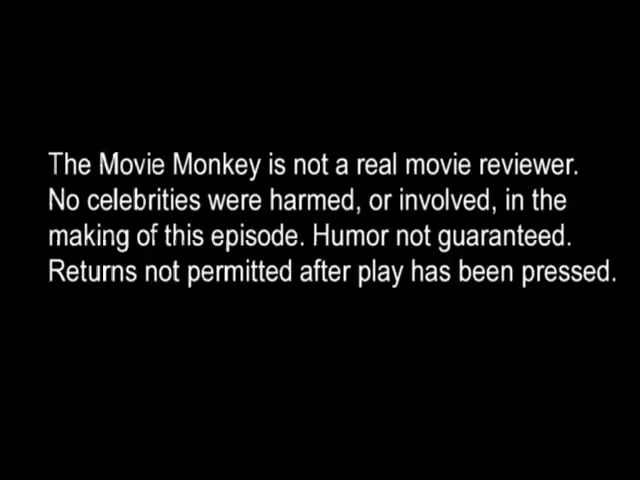 The Movie Monkey is not a real movie reviewer.
No celebrities were harmed, or involved, in the
making of this episode. Humor not guaranteed.
Returns not permitted after play has been pressed.